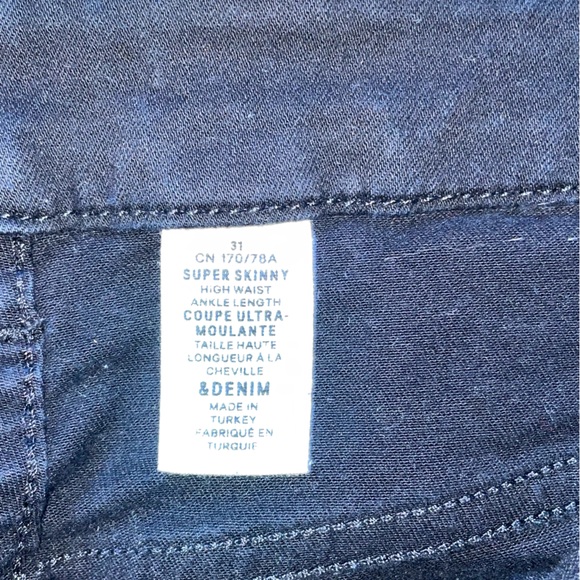 31
CN 170/78A
SUPER SKINNY
HIGH WAIST
ANKLE LENGTH
COUPE ULTRA-
MOULANTE
TAILLE HAUTE
LONGUEUR À LA
CHEVILLE
&DENIM
MADE IN
TURKEY
FABRIQUÉ EN
TURQUIE